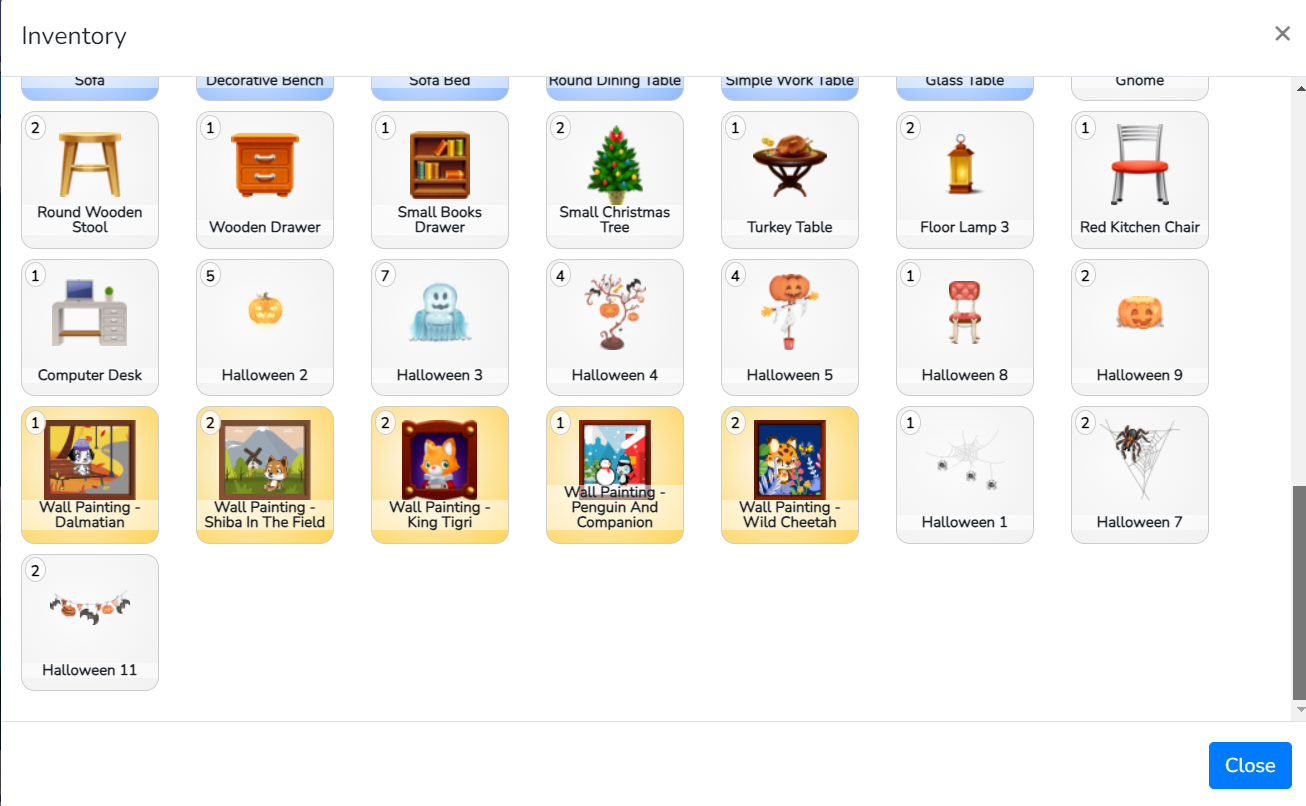 Inventory
×
Sofa
Decorative Bench
Sofa Bed
Round Dining Table
Simple Work Table
Glass Table
Gnome
2
1
1
2
1
2
1
Round Wooden
Stool
Wooden Drawer
Small Books
Drawer
Small Christmas
Tree
Turkey Table
Floor Lamp 3
Red Kitchen Chair
1
5
7
4
4
1
2
Computer Desk
Halloween 2
Halloween 3
Halloween 4
Halloween 5
Halloween 8
Halloween 9
1
2
2
1
2
1
2
Wall Painting -
Dalmatian
Wall Painting -
Shiba In The Field
Wall Painting -
King Tigri
Wall Painting -
Penguin And
Companion
Wall Painting -
Wild Cheetah
Halloween 1
Halloween 7
2
Halloween 11
Close